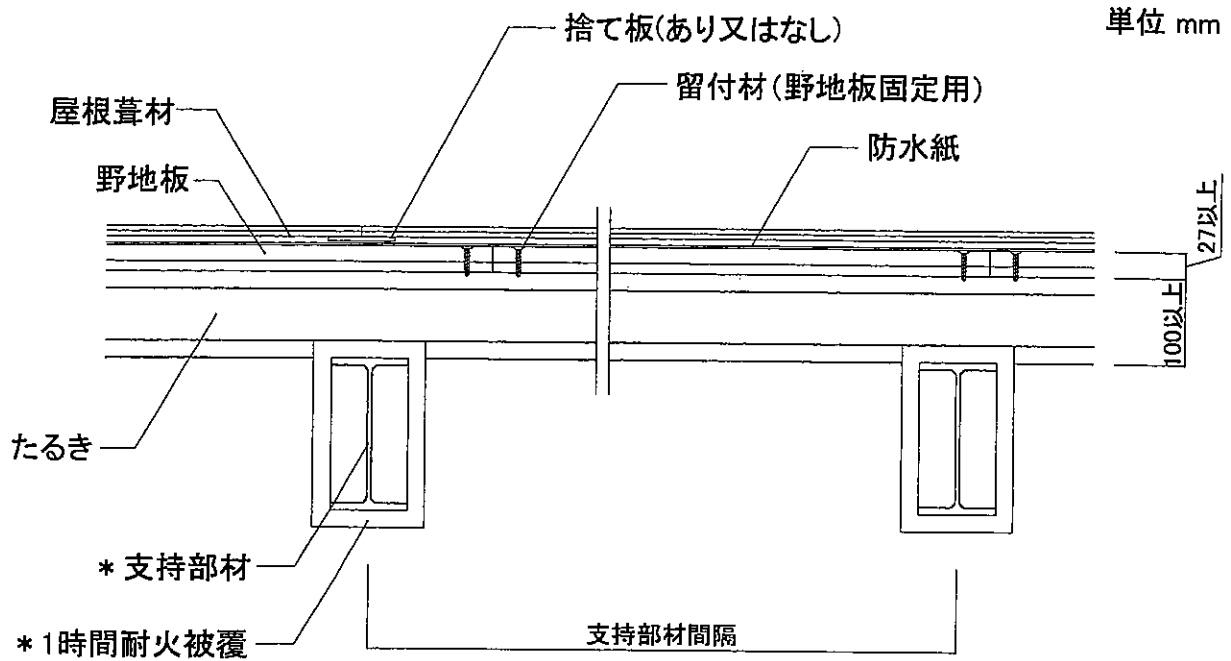 単位 mm
捨て板(あり又はなし)
留付材(野地板固定用)
屋根葺材
防水紙
野地板
27以上
100以上
たるき
*支持部材
*1時間耐火被覆
支持部材間隔